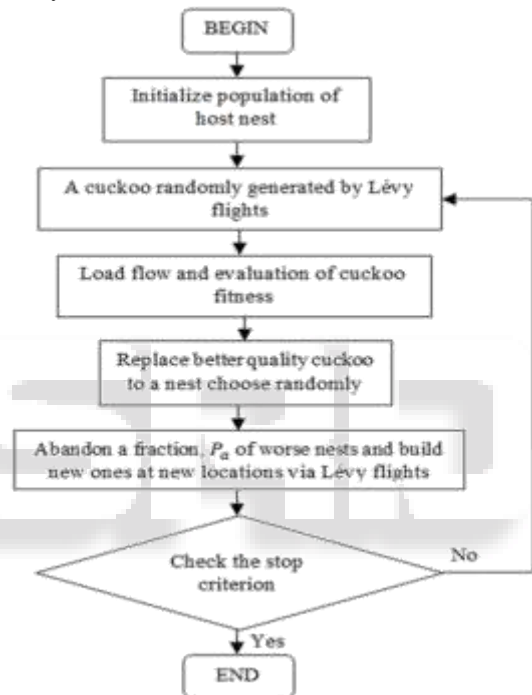 BEGIN
Initialize population of
host nest
A cuckoo randomly generated by Lévy
flights
Load flow and evaluation of cuckoo
fitness
Replace better quality cuckoo
to a nest choose randomly
Abandon a fraction, Pₐ of worse nests and build
new ones at new locations via Lévy flights
Check the stop
criterion
No
Yes
END